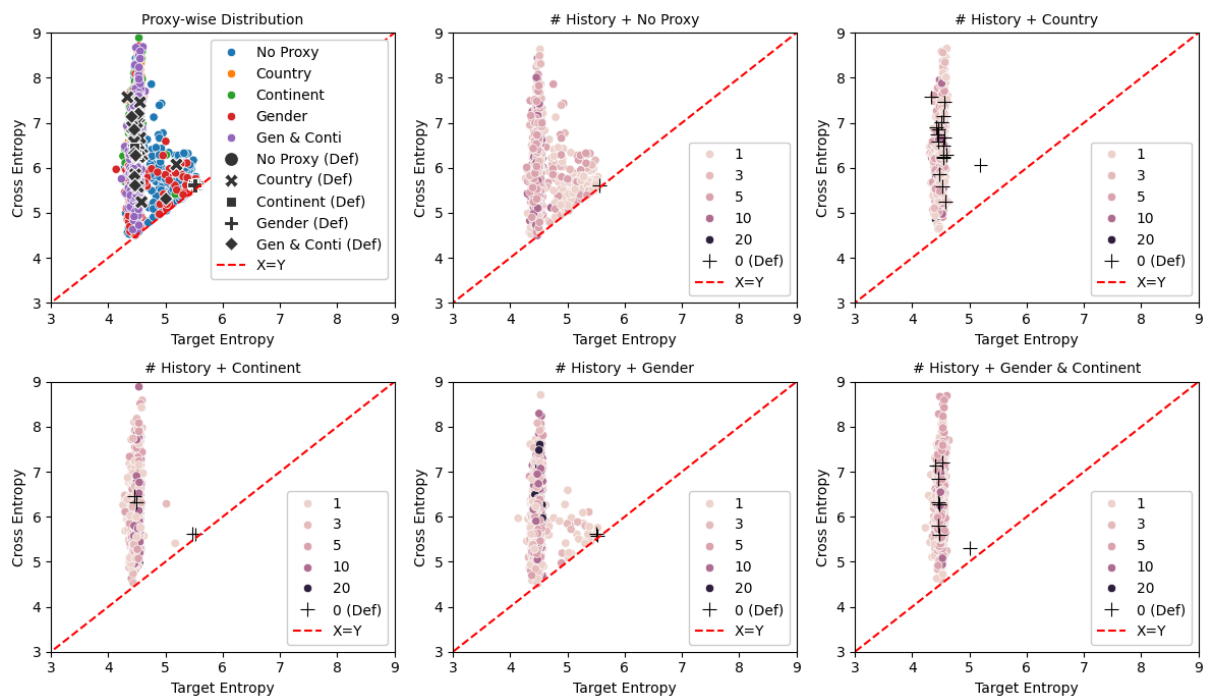 Proxy-wise Distribution
9
8
7
6
5
4
3
Cross Entropy
No Proxy
Country
Continent
Gender
Gen & Conti
No Proxy (Def)
Country (Def)
Continent (Def)
Gender (Def)
Gen & Conti (Def)
X=Y
3 4 5 6 7 8 9
Target Entropy
# History + No Proxy
9
8
7
6
5
4
3
Cross Entropy
1
3
5
10
20
0 (Def)
X=Y
3 4 5 6 7 8 9
Target Entropy
# History + Country
9
8
7
6
5
4
3
Cross Entropy
1
3
5
10
20
0 (Def)
X=Y
3 4 5 6 7 8 9
Target Entropy
# History + Continent
9
8
7
6
5
4
3
Cross Entropy
1
3
5
10
20
0 (Def)
X=Y
3 4 5 6 7 8 9
Target Entropy
# History + Gender
9
8
7
6
5
4
3
Cross Entropy
1
3
5
10
20
0 (Def)
X=Y
3 4 5 6 7 8 9
Target Entropy
# History + Gender & Continent
9
8
7
6
5
4
3
Cross Entropy
1
3
5
10
20
0 (Def)
X=Y
3 4 5 6 7 8 9
Target Entropy